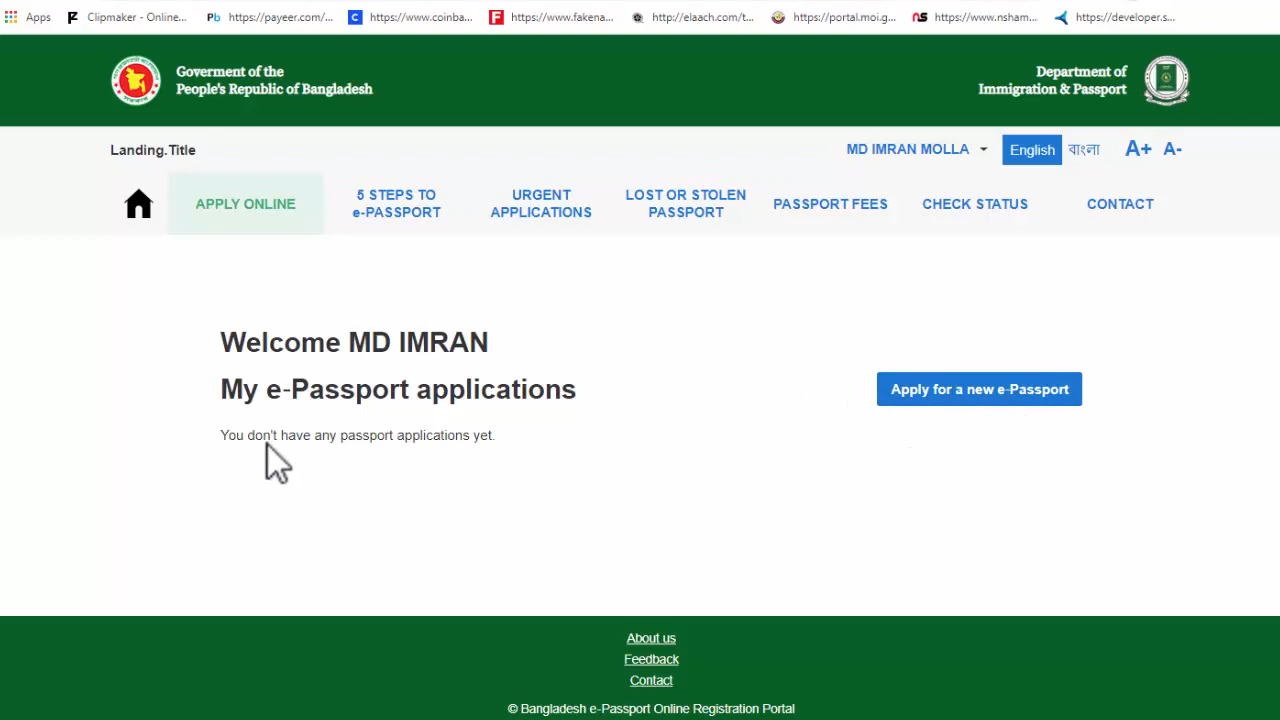 Apps
Clipmaker - Online...
https://payeer.com/...
https://www.coinba...
https://www.fakena...
http://elaach.com/t...
https://portal.moi.g...
https://www.nsham...
https://developer.s...
Goverment of the
People's Republic of Bangladesh
Department of
Immigration & Passport
Landing.Title
MD IMRAN MOLLA
English
বাংলা
A+
A-
APPLY ONLINE
5 STEPS TO
e-PASSPORT
URGENT
APPLICATIONS
LOST OR STOLEN
PASSPORT
PASSPORT FEES
CHECK STATUS
CONTACT
Welcome MD IMRAN
My e-Passport applications
Apply for a new e-Passport
You don't have any passport applications yet.
About us
Feedback
Contact
© Bangladesh e-Passport Online Registration Portal